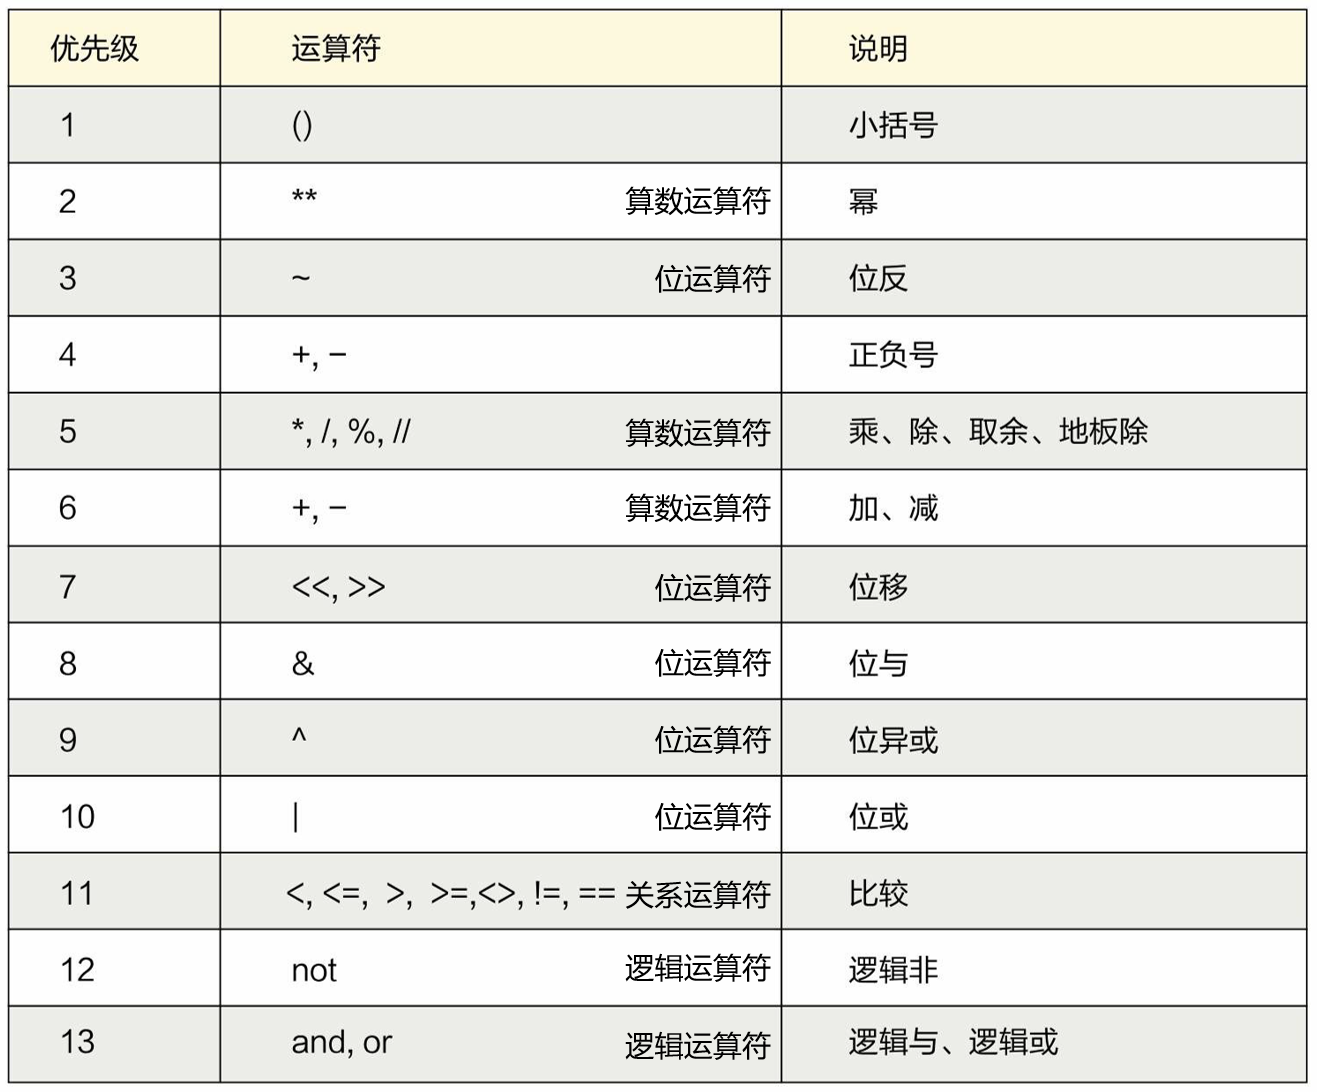 优先级 运算符 说明
1 () 小括号
2 ** 算数运算符 幂
3 ~ 位运算符 位反
4 +, − 正负号
5 *, /, %, // 算数运算符 乘、除、取余、地板除
6 +, − 算数运算符 加、减
7 <<, >> 位运算符 位移
8 & 位运算符 位与
9 ^ 位运算符 位异或
10 | 位运算符 位或
11 <, <=, >, >=,<>, !=, == 关系运算符 比较
12 not 逻辑运算符 逻辑非
13 and, or 逻辑运算符 逻辑与、逻辑或